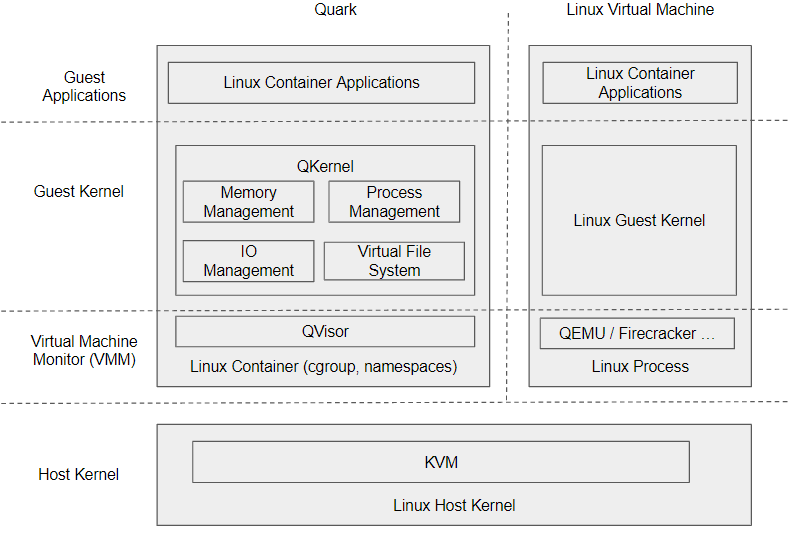 Quark
Linux Virtual Machine
Guest
Applications
Linux Container Applications
Linux Container
Applications
Guest Kernel
QKernel
Memory
Management
Process
Management
IO
Management
Virtual File
System
Linux Guest Kernel
Virtual Machine
Monitor (VMM)
QVisor
Linux Container (cgroup, namespaces)
QEMU / Firecracker ...
Linux Process
Host Kernel
KVM
Linux Host Kernel